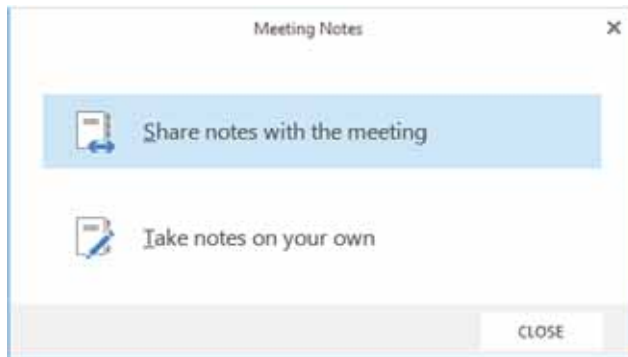 Meeting Notes
Share notes with the meeting
Take notes on your own
CLOSE